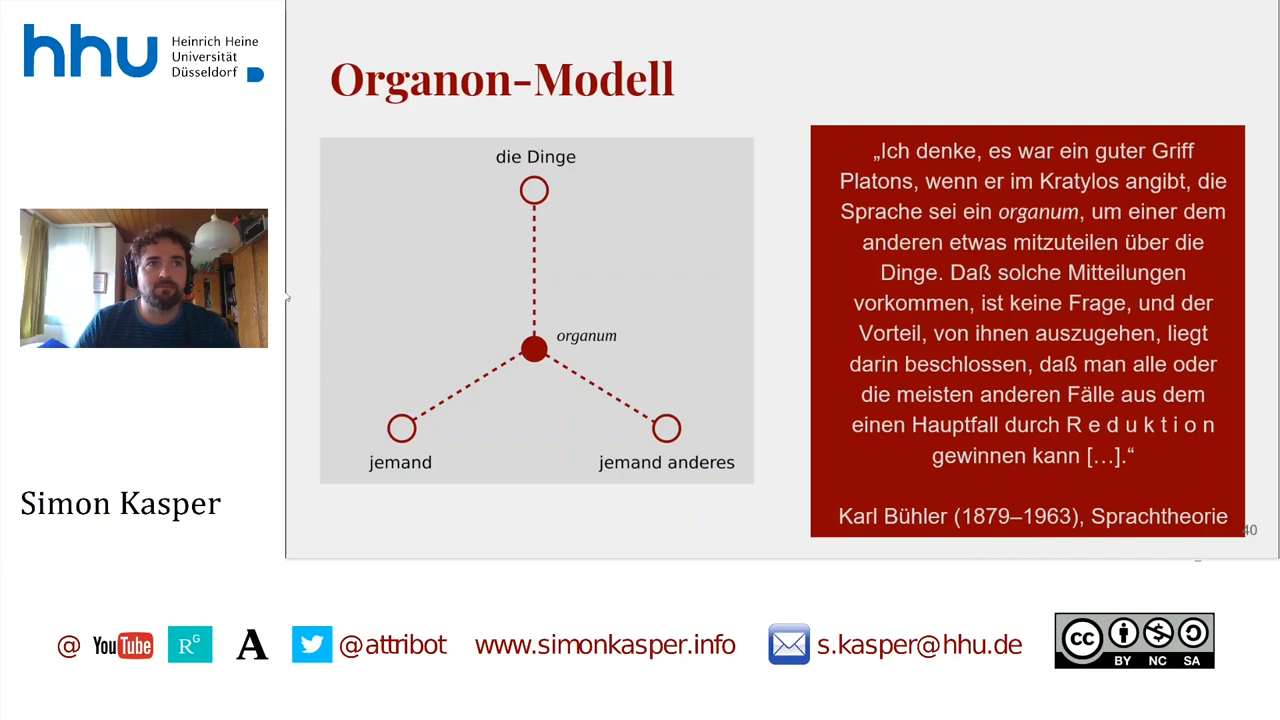 hhu
Heinrich Heine
Universität
Düsseldorf
Organon-Modell
die Dinge
organum
jemand
jemand anderes
„Ich denke, es war ein guter Griff
Platons, wenn er im Kratylos angibt, die
Sprache sei ein organum, um einer dem
anderen etwas mitzuteilen über die
Dinge. Daß solche Mitteilungen
vorkommen, ist keine Frage, und der
Vorteil, von ihnen auszugehen, liegt
darin beschlossen, daß man alle oder
die meisten anderen Fälle aus dem
einen Hauptfall durch R e d u k t i o n
gewinnen kann […].“
Karl Bühler (1879–1963), Sprachtheorie
40
Simon Kasper
@ YouTube RG A @attribot www.simonkasper.info s.kasper@hhu.de
cc
BY NC SA